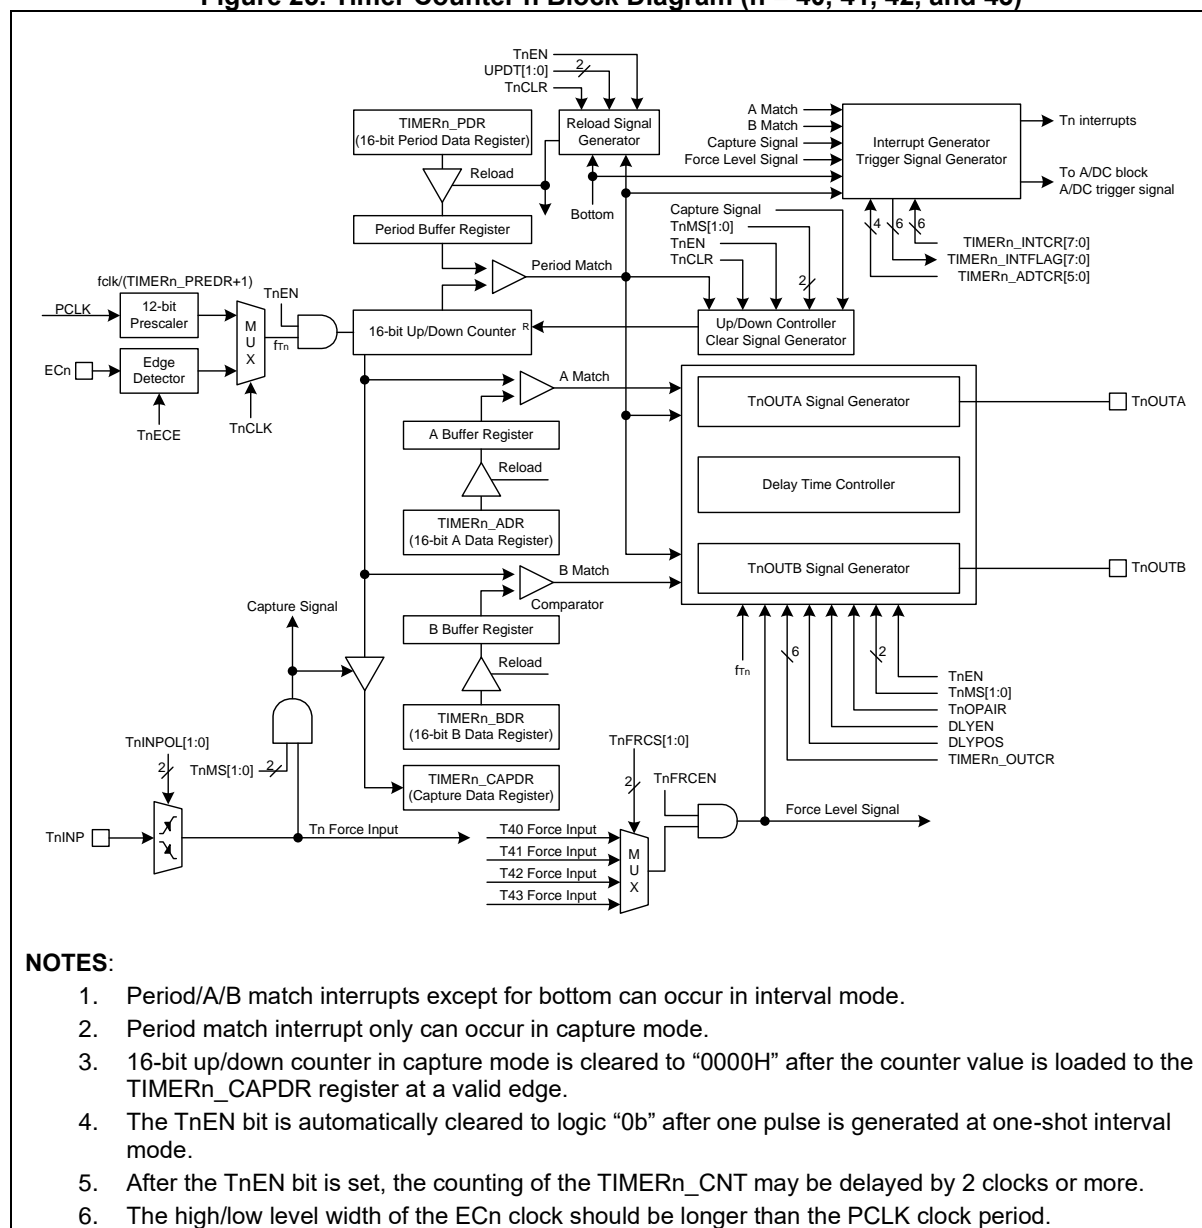 TnEN
UPDT[1:0]
2
TnCLR
TIMERn_PDR
(16-bit Period Data Register)
Reload Signal
Generator
A Match
B Match
Capture Signal
Force Level Signal
Interrupt Generator
Trigger Signal Generator
Tn interrupts
To A/DC block
A/DC trigger signal
Reload
Bottom
Period Buffer Register
Capture Signal
TnMS[1:0]
TnEN
TnCLR
2
4
6
6
TIMERn_INTCR[7:0]
TIMERn_INTFLAG[7:0]
TIMERn_ADTCR[5:0]
Period Match
fclk/(TIMERn_PREDR+1)
PCLK
12-bit
Prescaler
TnEN
MUX
fTn
16-bit Up/Down Counter
R
Up/Down Controller
Clear Signal Generator
ECn
Edge
Detector
TnECE
TnCLK
A Match
TnOUTA Signal Generator
TnOUTA
A Buffer Register
Reload
Delay Time Controller
TIMERn_ADR
(16-bit A Data Register)
B Match
TnOUTB Signal Generator
TnOUTB
Comparator
Capture Signal
B Buffer Register
Reload
fTn
6
2
TnEN
TnMS[1:0]
TnOPAIR
DLYEN
DLYPOS
TIMERn_OUTCR
TIMERn_BDR
(16-bit B Data Register)
TnINPOL[1:0]
2
TnMS[1:0]
2
TIMERn_CAPDR
(Capture Data Register)
TnFRCS[1:0]
2
TnFRCEN
TnINP
Tn Force Input
T40 Force Input
T41 Force Input
T42 Force Input
T43 Force Input
MUX
Force Level Signal
NOTES:
1. Period/A/B match interrupts except for bottom can occur in interval mode.
2. Period match interrupt only can occur in capture mode.
3. 16-bit up/down counter in capture mode is cleared to “0000H” after the counter value is loaded to the
TIMERn_CAPDR register at a valid edge.
4. The TnEN bit is automatically cleared to logic “0b” after one pulse is generated at one-shot interval
mode.
5. After the TnEN bit is set, the counting of the TIMERn_CNT may be delayed by 2 clocks or more.
6. The high/low level width of the ECn clock should be longer than the PCLK clock period.